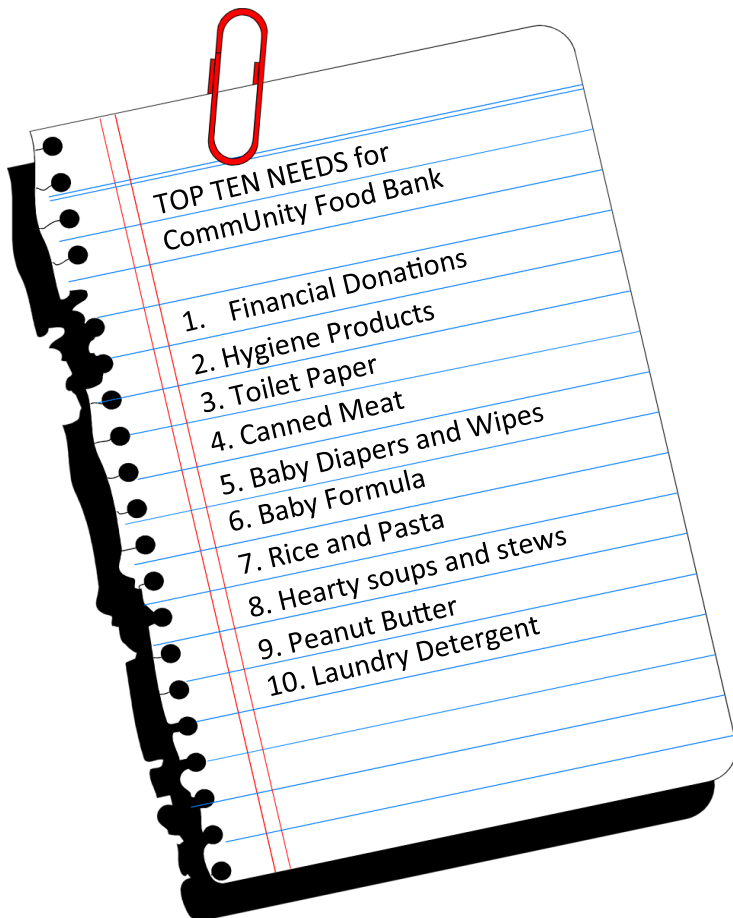 TOP TEN NEEDS for
CommUnity Food Bank
1. Financial Donations
2. Hygiene Products
3. Toilet Paper
4. Canned Meat
5. Baby Diapers and Wipes
6. Baby Formula
7. Rice and Pasta
8. Hearty soups and stews
9. Peanut Butter
10. Laundry Detergent